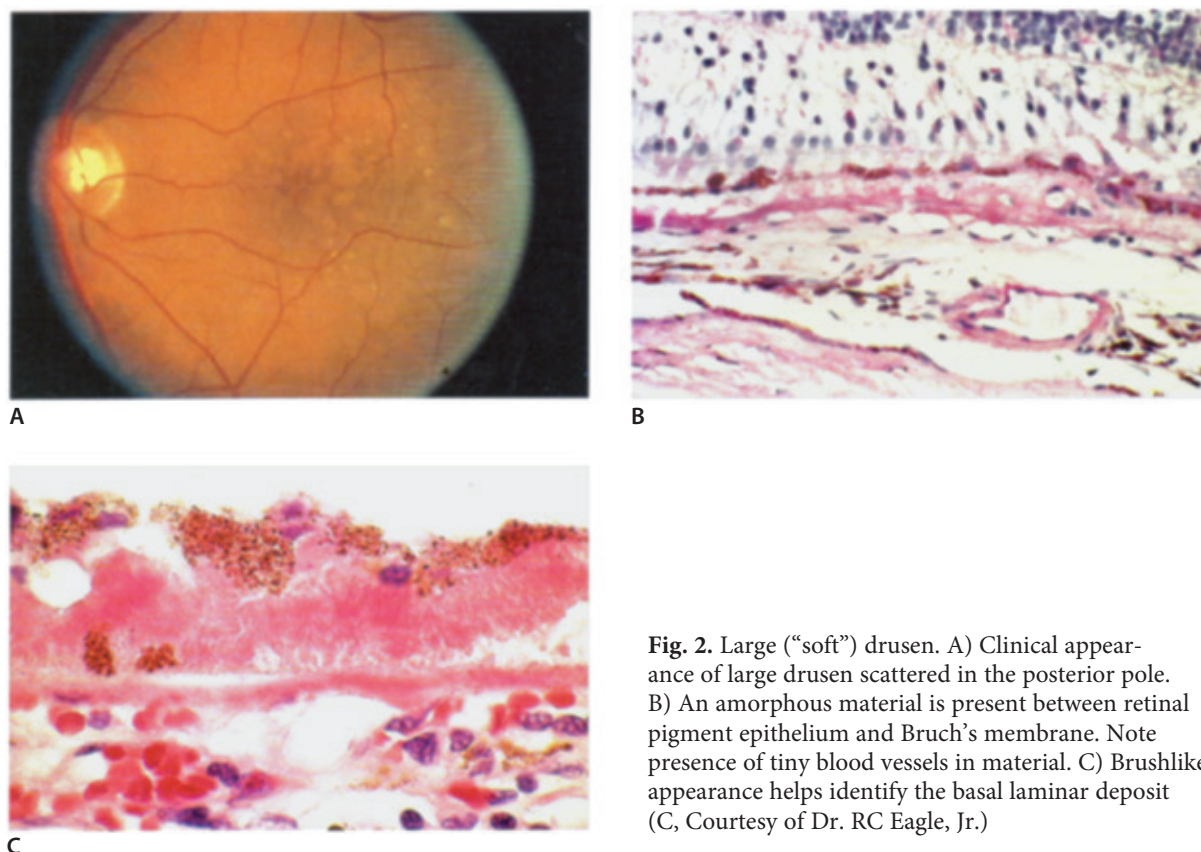 A
B
C
Fig. 2. Large (“soft”) drusen. A) Clinical appear-
ance of large drusen scattered in the posterior pole.
B) An amorphous material is present between retinal
pigment epithelium and Bruch’s membrane. Note
presence of tiny blood vessels in material. C) Brushlike
appearance helps identify the basal laminar deposit
(C, Courtesy of Dr. RC Eagle, Jr.)